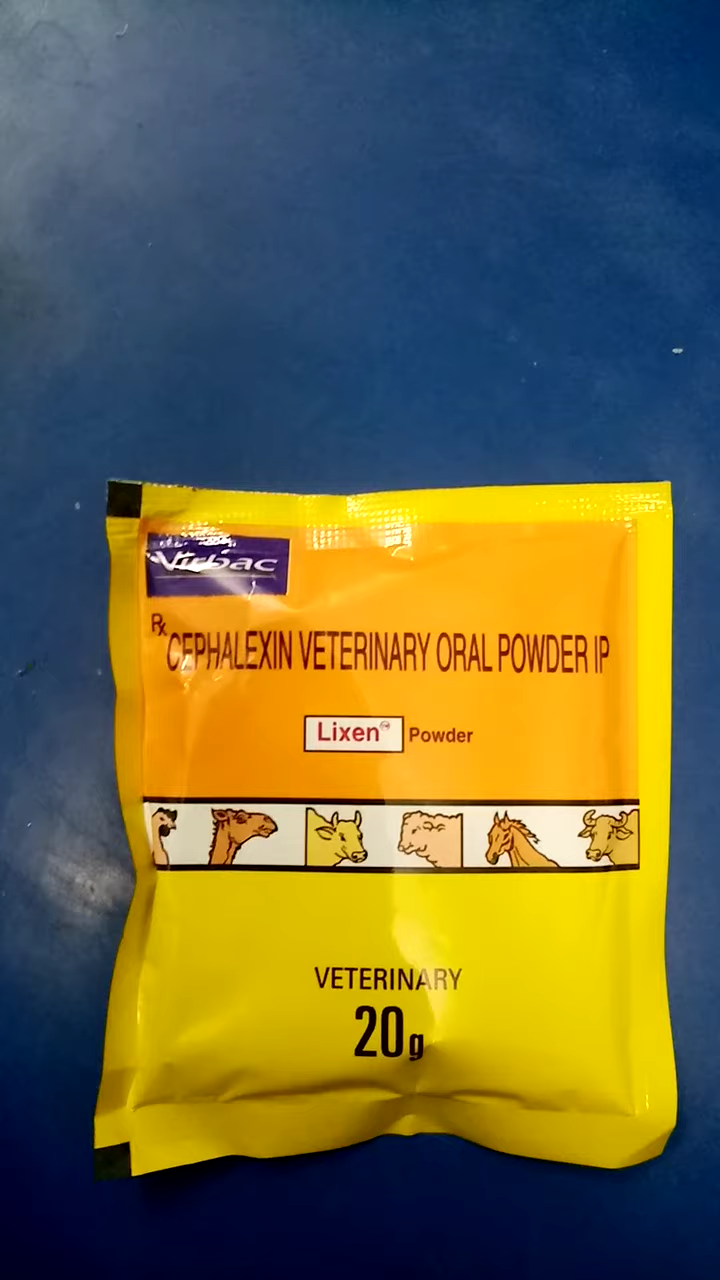 Virbac
Rx
CEPHALEXIN VETERINARY ORAL POWDER IP
Lixen Powder
VETERINARY
20g